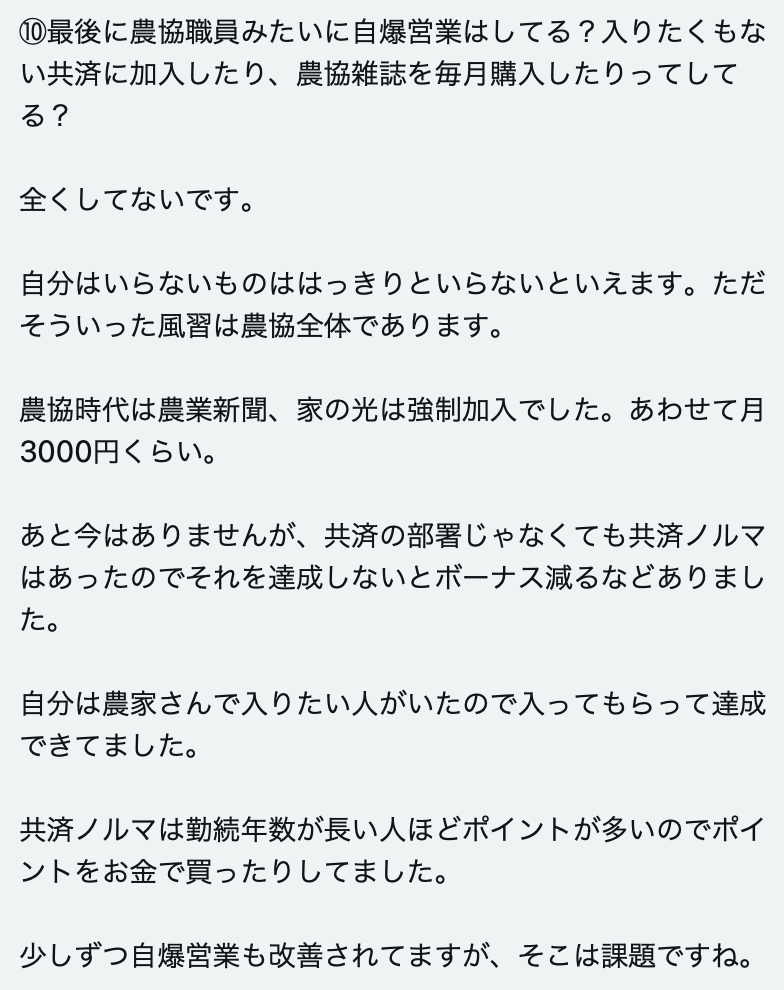 ⑩最後に農協職員みたいに自爆営業はしてる？入りたくもな
い共済に加入したり、農協雑誌を毎月購入したりってして
る？
全くしてないです。
自分はいらないものははっきりといらないといえます。ただ
そういった風習は農協全体であります。
農協時代は農業新聞、家の光は強制加入でした。あわせて月
3000円くらい。
あと今はありませんが、共済の部署じゃなくても共済ノルマ
はあったのでそれを達成しないとボーナス減るなどありまし
た。
自分は農家さんで入りたい人がいたので入ってもらって達成
できてました。
共済ノルマは勤続年数が長い人ほどポイントが多いのでポイ
ントをお金で買ったりしてました。
少しずつ自爆営業も改善されてますが、そこは課題ですね。